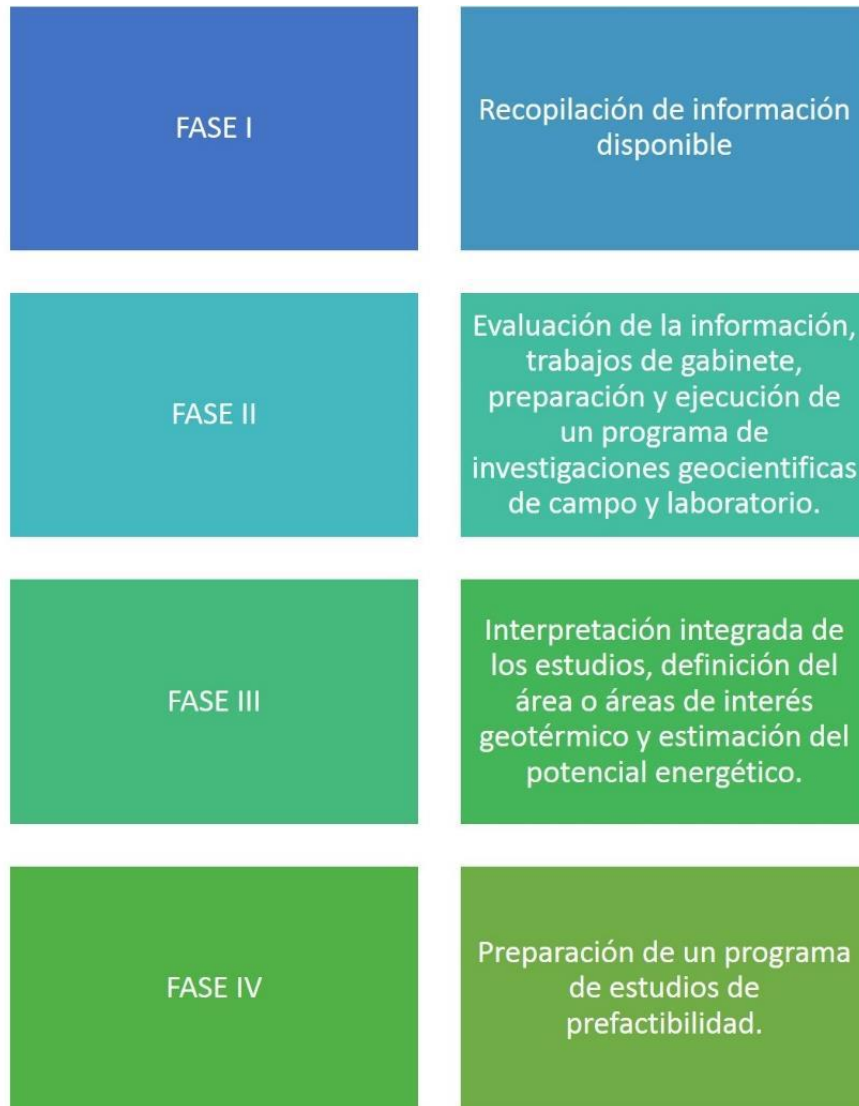 FASE I
Recopilación de información
disponible
FASE II
Evaluación de la información,
trabajos de gabinete,
preparación y ejecución de
un programa de
investigaciones geocientificas
de campo y laboratorio.
FASE III
Interpretación integrada de
los estudios, definición del
área o áreas de interés
geotérmico y estimación del
potencial energético.
FASE IV
Preparación de un programa
de estudios de
prefactibilidad.